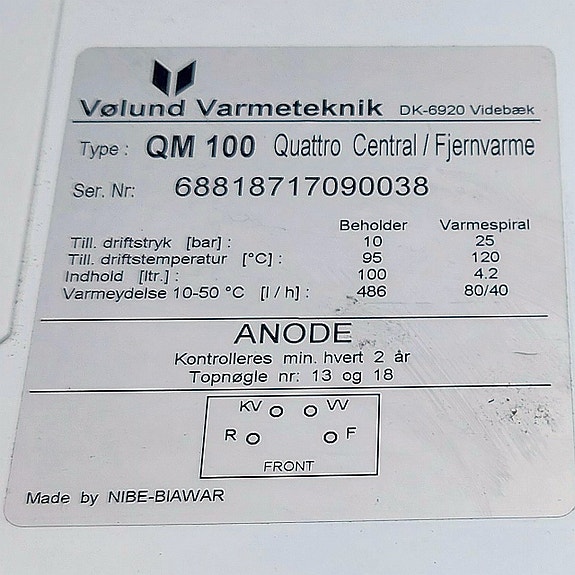 Vølund Varmeteknik DK-6920 Videbæk
Type : QM 100 Quattro Central / Fjernvarme
Ser. Nr: 68818717090038
Beholder Varmespiral
Till. driftstryk [bar] : 10 25
Till. driftstemperatur [°C] : 95 120
Indhold [ltr.] : 100 4.2
Varmeydelse 10-50 °C [l / h] : 486 80/40
ANODE
Kontrolleres min. hvert 2 år
Topnøgle nr: 13 og 18
KV VV
R F
FRONT
Made by NIBE-BIAWAR